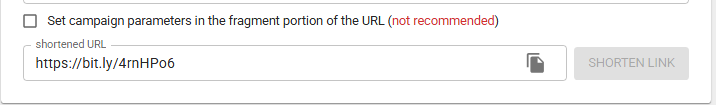 Set campaign parameters in the fragment portion of the URL (not recommended)
shortened URL
https://bit.ly/4rnHPo6
SHORTEN LINK